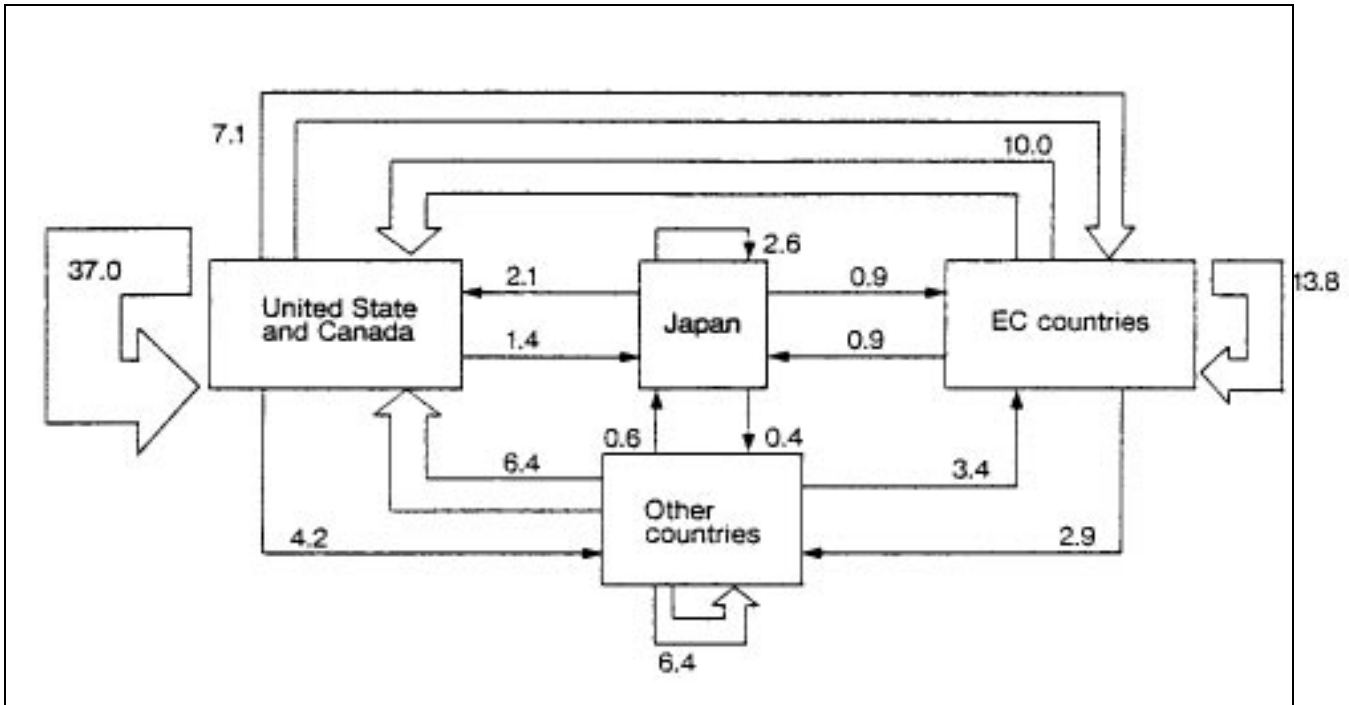 7.1
10.0
37.0
2.6
13.8
2.1
0.9
United State
and Canada
Japan
EC countries
1.4
0.9
0.6
0.4
6.4
3.4
Other
countries
4.2
2.9
6.4